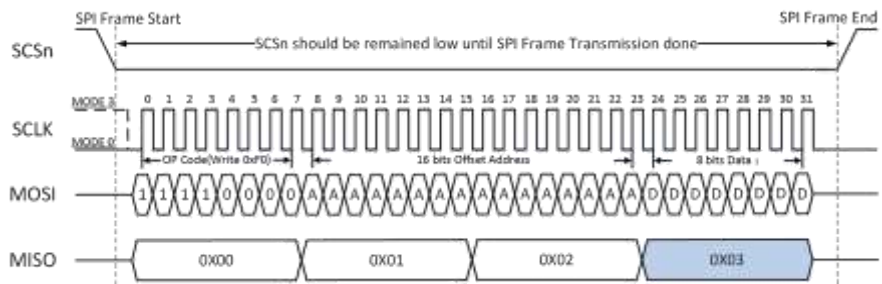 SPI Frame Start
SPI Frame End
SCSn
SCSn should be remained low until SPI Frame Transmission done
MODE 3
0 1 2 3 4 5 6 7 8 9 10 11 12 13 14 15 16 17 18 19 20 21 22 23 24 25 26 27 28 29 30 31
SCLK
MODE 0
OP Code(Write 0xF0)
16 bits Offset Address
8 bits Data
MOSI
1 1 1 1 0 0 0 0 A A A A A A A A A A A A A A A A D D D D D D D D
MISO
0X00
0X01
0X02
0X03